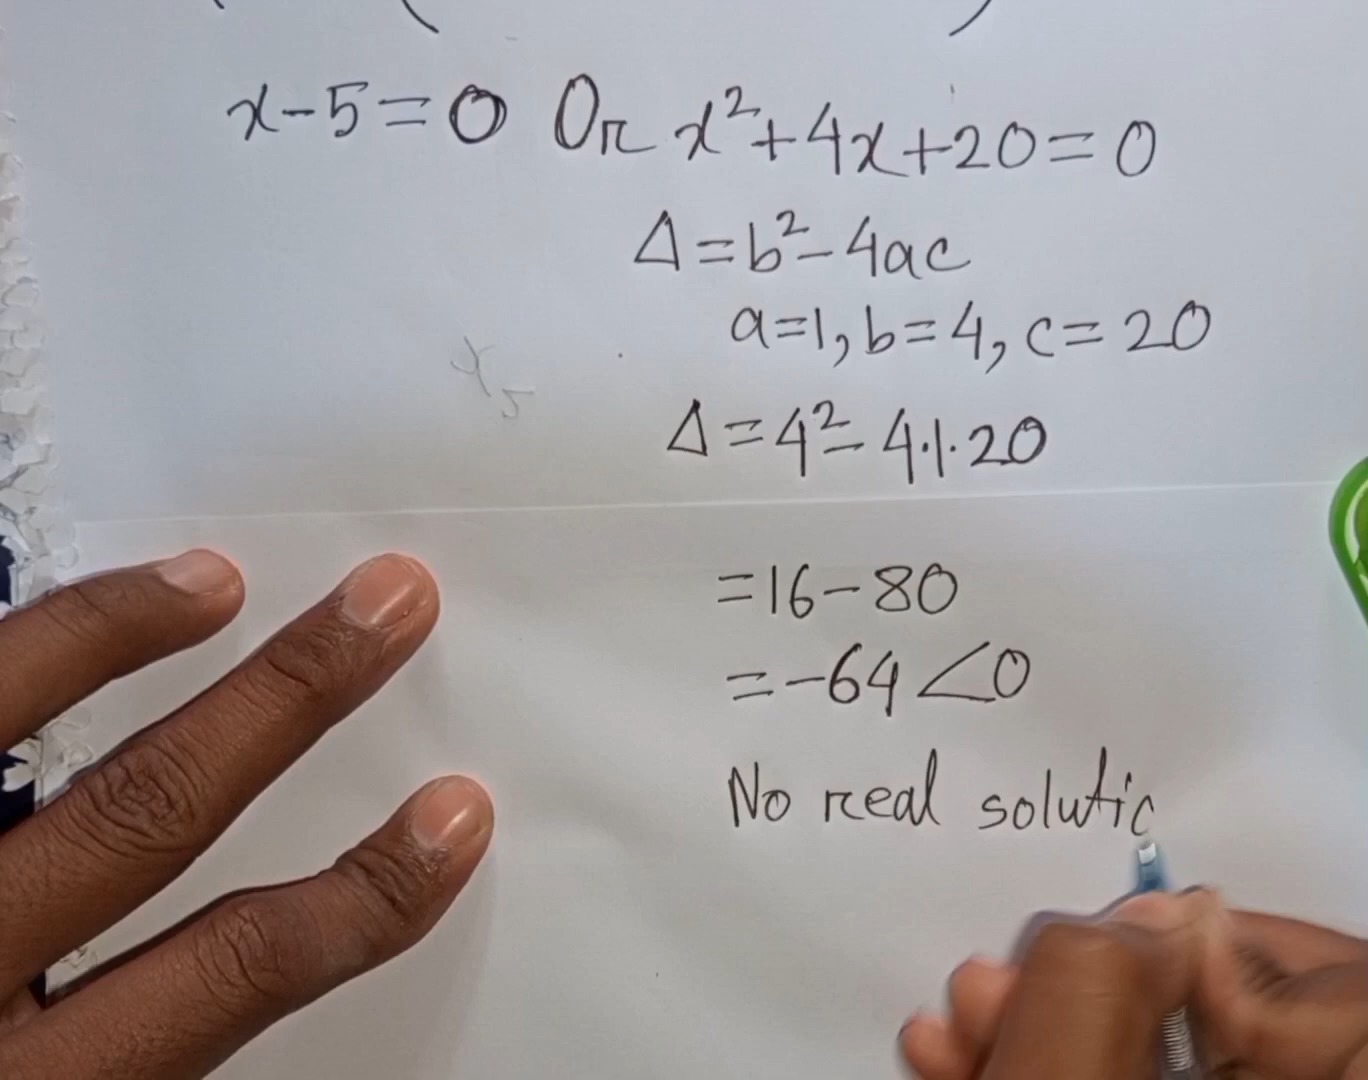 x-5=0 Or x²+4x+20=0
Δ=b²-4ac
a=1, b=4, c=20
Δ=4²-4·1·20
=16-80
=-64<0
No real solutio